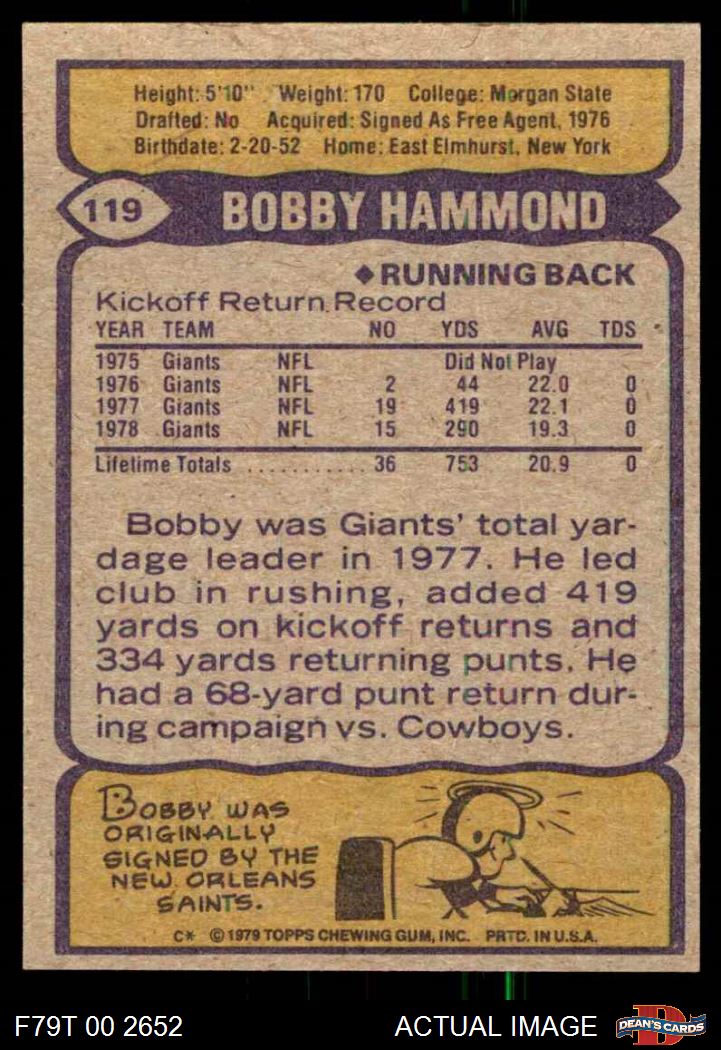 Height: 5'10" Weight: 170 College: Morgan State
Drafted: No Acquired: Signed As Free Agent, 1976
Birthdate: 2-20-52 Home: East Elmhurst, New York
119 BOBBY HAMMOND
◆RUNNING BACK
Kickoff Return Record
YEAR TEAM NO YDS AVG TDS
1975 Giants NFL Did Not Play
1976 Giants NFL 2 44 22.0 0
1977 Giants NFL 19 419 22.1 0
1978 Giants NFL 15 290 19.3 0
Lifetime Totals ........... 36 753 20.9 0
Bobby was Giants' total yar-
dage leader in 1977. He led
club in rushing, added 419
yards on kickoff returns and
334 yards returning punts. He
had a 68-yard punt return dur-
ing campaign vs. Cowboys.
BOBBY WAS
ORIGINALLY
SIGNED BY THE
NEW ORLEANS
SAINTS.
C* © 1979 TOPPS CHEWING GUM, INC. PRTD. IN U.S.A.
F79T 00 2652 ACTUAL IMAGE D DEAN'S CARDS